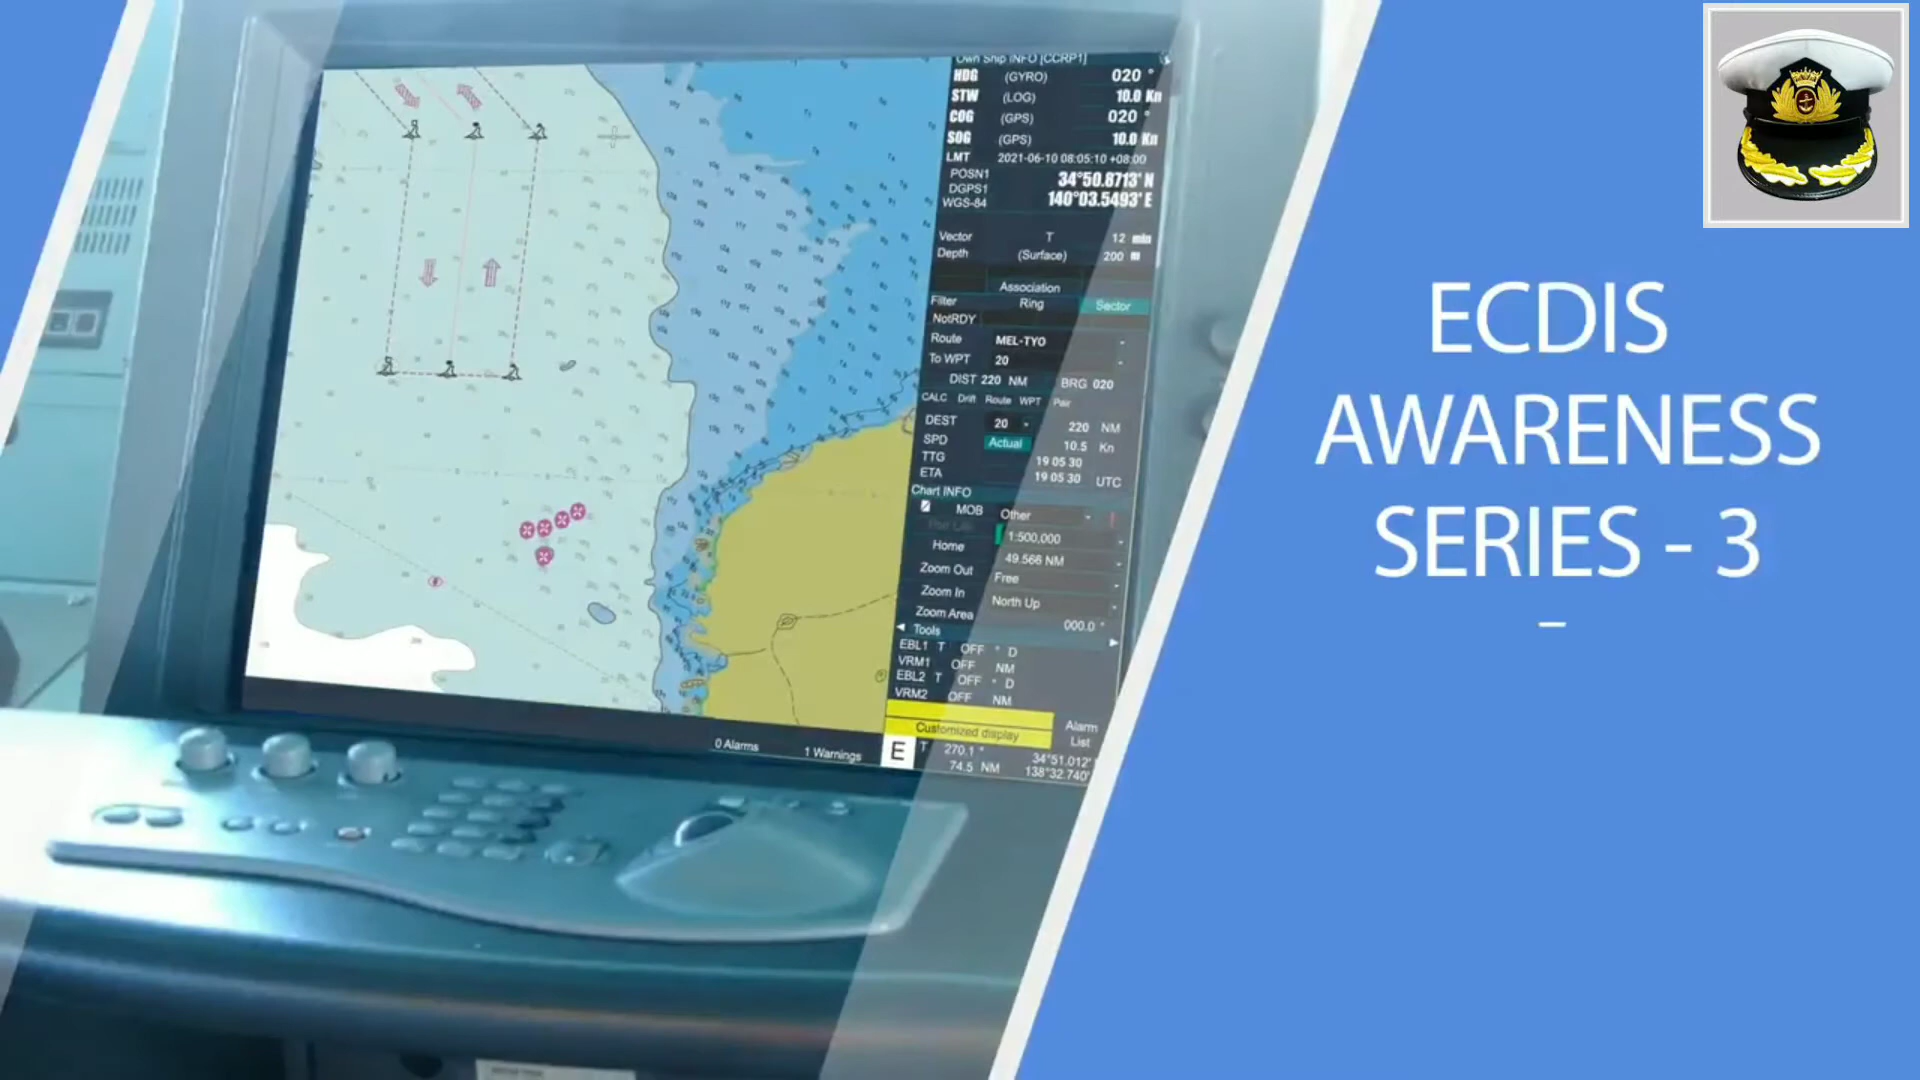 Own Ship INFO [CCRP1]
HDG (GYRO) 020 °
STW (LOG) 10.0 Kn
COG (GPS) 020 °
SOG (GPS) 10.0 Kn
LMT 2021-06-10 08:05:10 +08:00
POSN1 34°50.8713' N
DGPS1 140°03.5493' E
WGS-84
Vector T 12 min
Depth (Surface) 200 m
Association
Filter Ring Sector
NotRDY
Route MEL-TYO
To WPT 20
DIST 220 NM BRG 020
CALC Drift Route WPT Pair
DEST 20 220 NM
SPD Actual 10.5 Kn
TTG 19 05 30
ETA 19 05 30 UTC
Chart INFO
MOB Other
1:500,000
Home 49.566 NM
Zoom Out Free
Zoom In North Up
Zoom Area 000.0 °
Tools
EBL1 T OFF ° D
VRM1 OFF NM
EBL2 T OFF ° D
VRM2 OFF NM
Customized display
Alarm List
0 Alarms 1 Warnings E T 270.1 ° 34°51.012'
74.5 NM 138°32.740'
ECDIS
AWARENESS
SERIES - 3